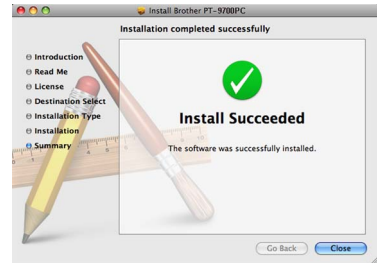 Install Brother PT-9700PC
Installation completed successfully
Introduction
Read Me
License
Destination Select
Installation Type
Installation
Summary
Install Succeeded
The software was successfully installed.
Go Back
Close